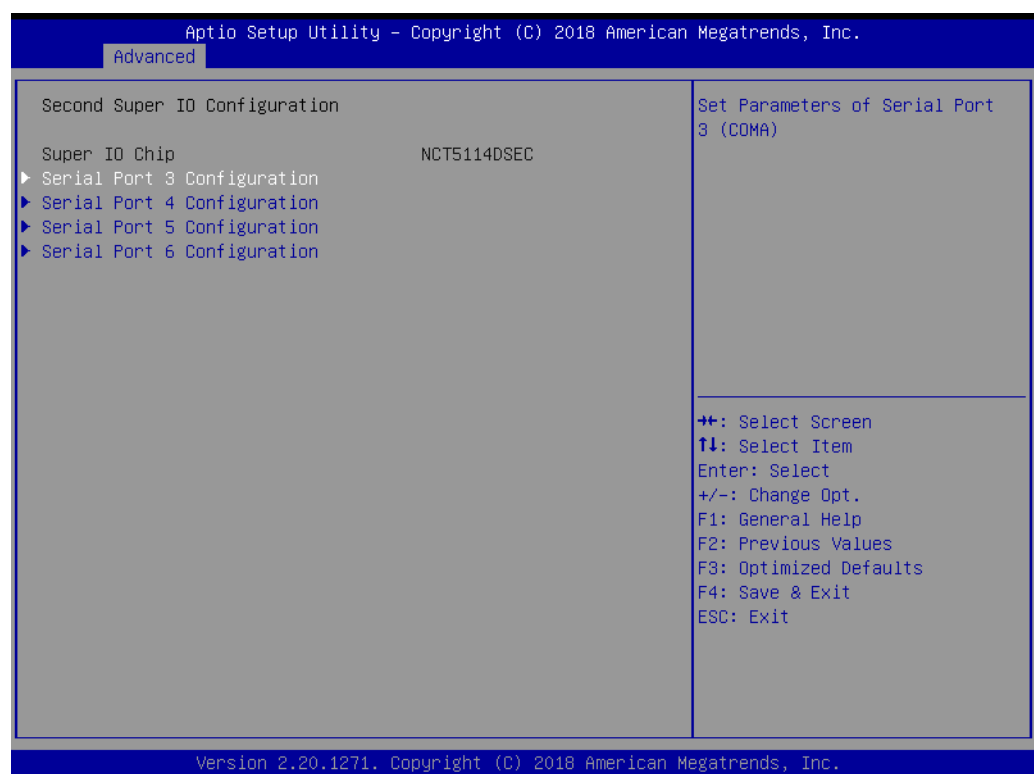 Aptio Setup Utility – Copyright (C) 2018 American Megatrends, Inc.
Advanced
Second Super IO Configuration
Super IO Chip NCT5114DSEC
▶ Serial Port 3 Configuration
▶ Serial Port 4 Configuration
▶ Serial Port 5 Configuration
▶ Serial Port 6 Configuration
Set Parameters of Serial Port
3 (COMA)
→←: Select Screen
↑↓: Select Item
Enter: Select
+/-: Change Opt.
F1: General Help
F2: Previous Values
F3: Optimized Defaults
F4: Save & Exit
ESC: Exit
Version 2.20.1271. Copyright (C) 2018 American Megatrends, Inc.